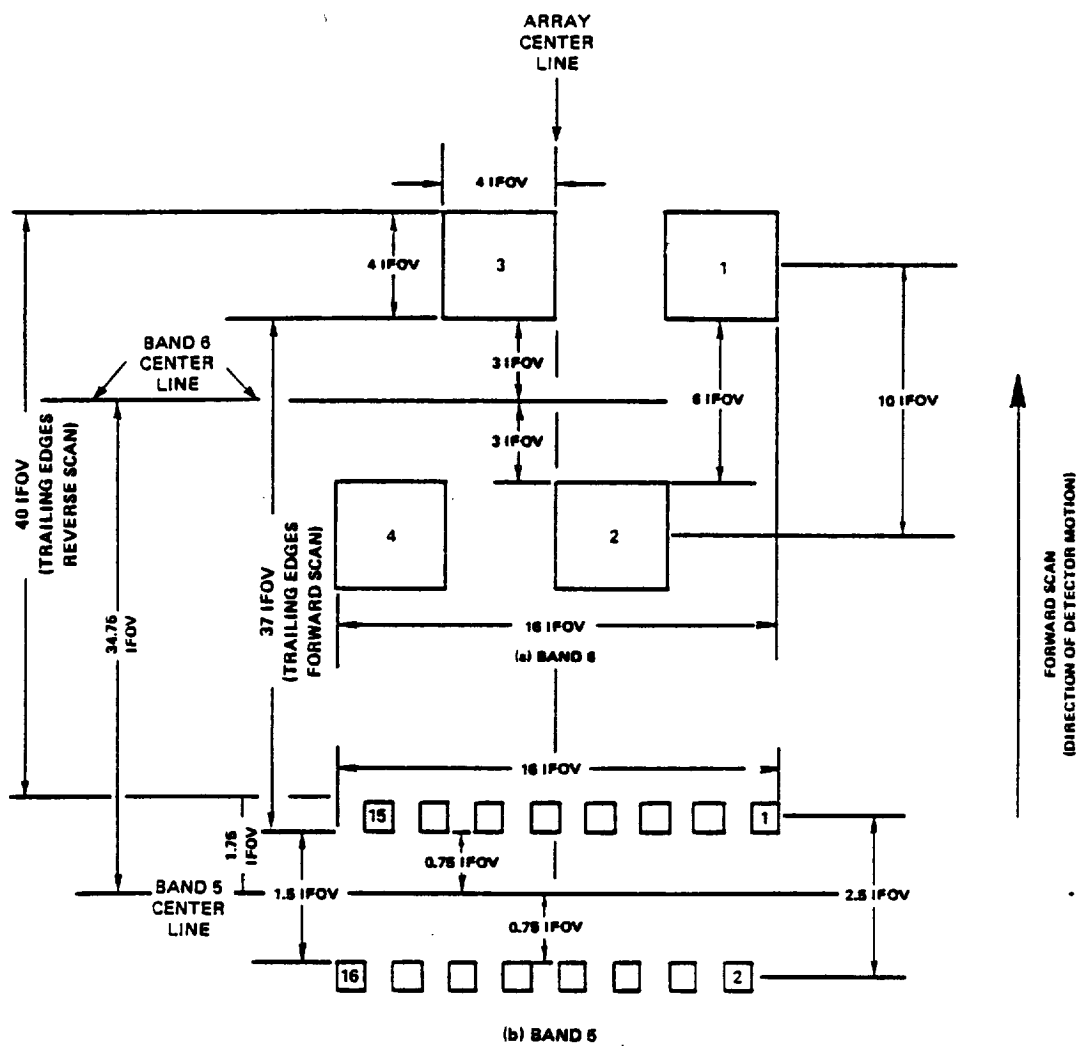 ARRAY
CENTER
LINE
4 IFOV
4 IFOV
3
1
BAND 6
CENTER
LINE
3 IFOV
6 IFOV
10 IFOV
3 IFOV
40 IFOV
(TRAILING EDGES
REVERSE SCAN)
4
2
37 IFOV
(TRAILING EDGES
FORWARD SCAN)
34.75
IFOV
16 IFOV
(a) BAND 6
FORWARD SCAN
(DIRECTION OF DETECTOR MOTION)
16 IFOV
15
1
1.75
IFOV
0.75 IFOV
BAND 5
CENTER
LINE
1.5 IFOV
2.5 IFOV
0.75 IFOV
16
2
(b) BAND 5